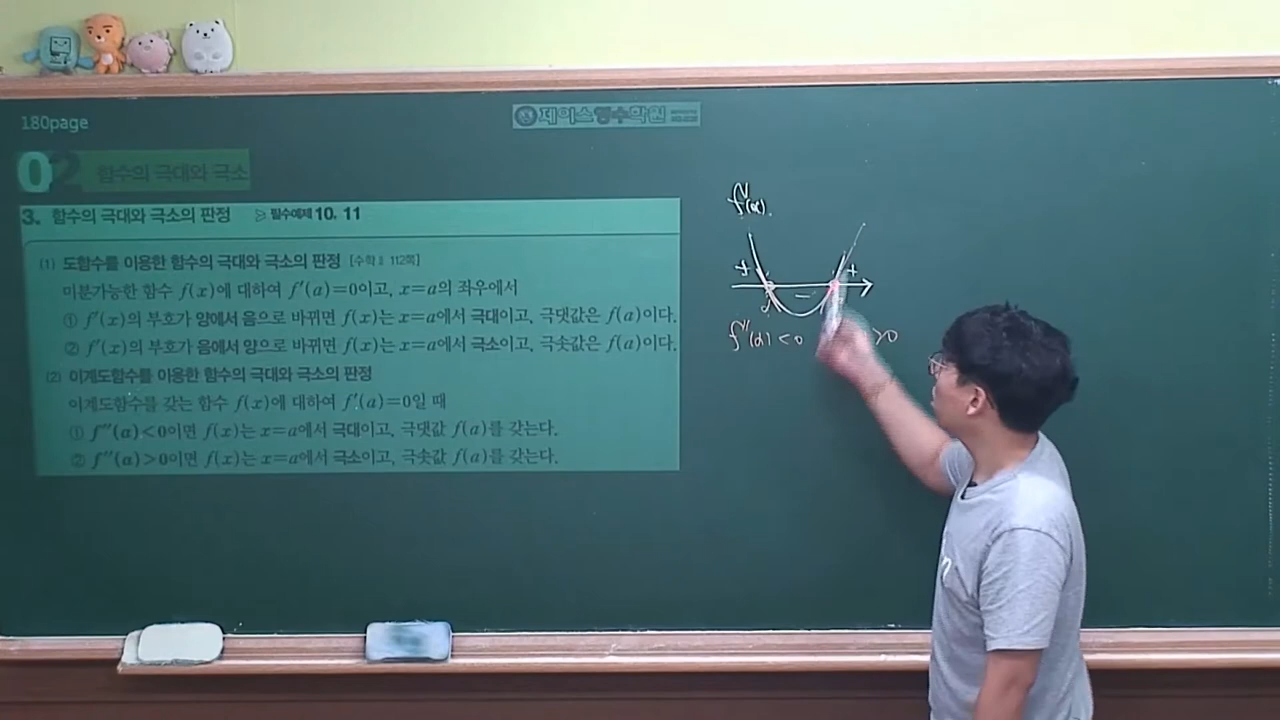 180page
제이스영수학원
02 함수의 극대와 극소
3. 함수의 극대와 극소의 판정 ▷ 필수예제 10, 11
(1) 도함수를 이용한 함수의 극대와 극소의 판정 [수학Ⅱ 112쪽]
미분가능한 함수 f(x)에 대하여 f′(a)=0이고, x=a의 좌우에서
① f′(x)의 부호가 양에서 음으로 바뀌면 f(x)는 x=a에서 극대이고, 극댓값은 f(a)이다.
② f′(x)의 부호가 음에서 양으로 바뀌면 f(x)는 x=a에서 극소이고, 극솟값은 f(a)이다.
(2) 이계도함수를 이용한 함수의 극대와 극소의 판정
이계도함수를 갖는 함수 f(x)에 대하여 f′(a)=0일 때
① f″(a)<0이면 f(x)는 x=a에서 극대이고, 극댓값 f(a)를 갖는다.
② f″(a)>0이면 f(x)는 x=a에서 극소이고, 극솟값 f(a)를 갖는다.
f′(x).
+ − +
α
f″(α)<0 >0